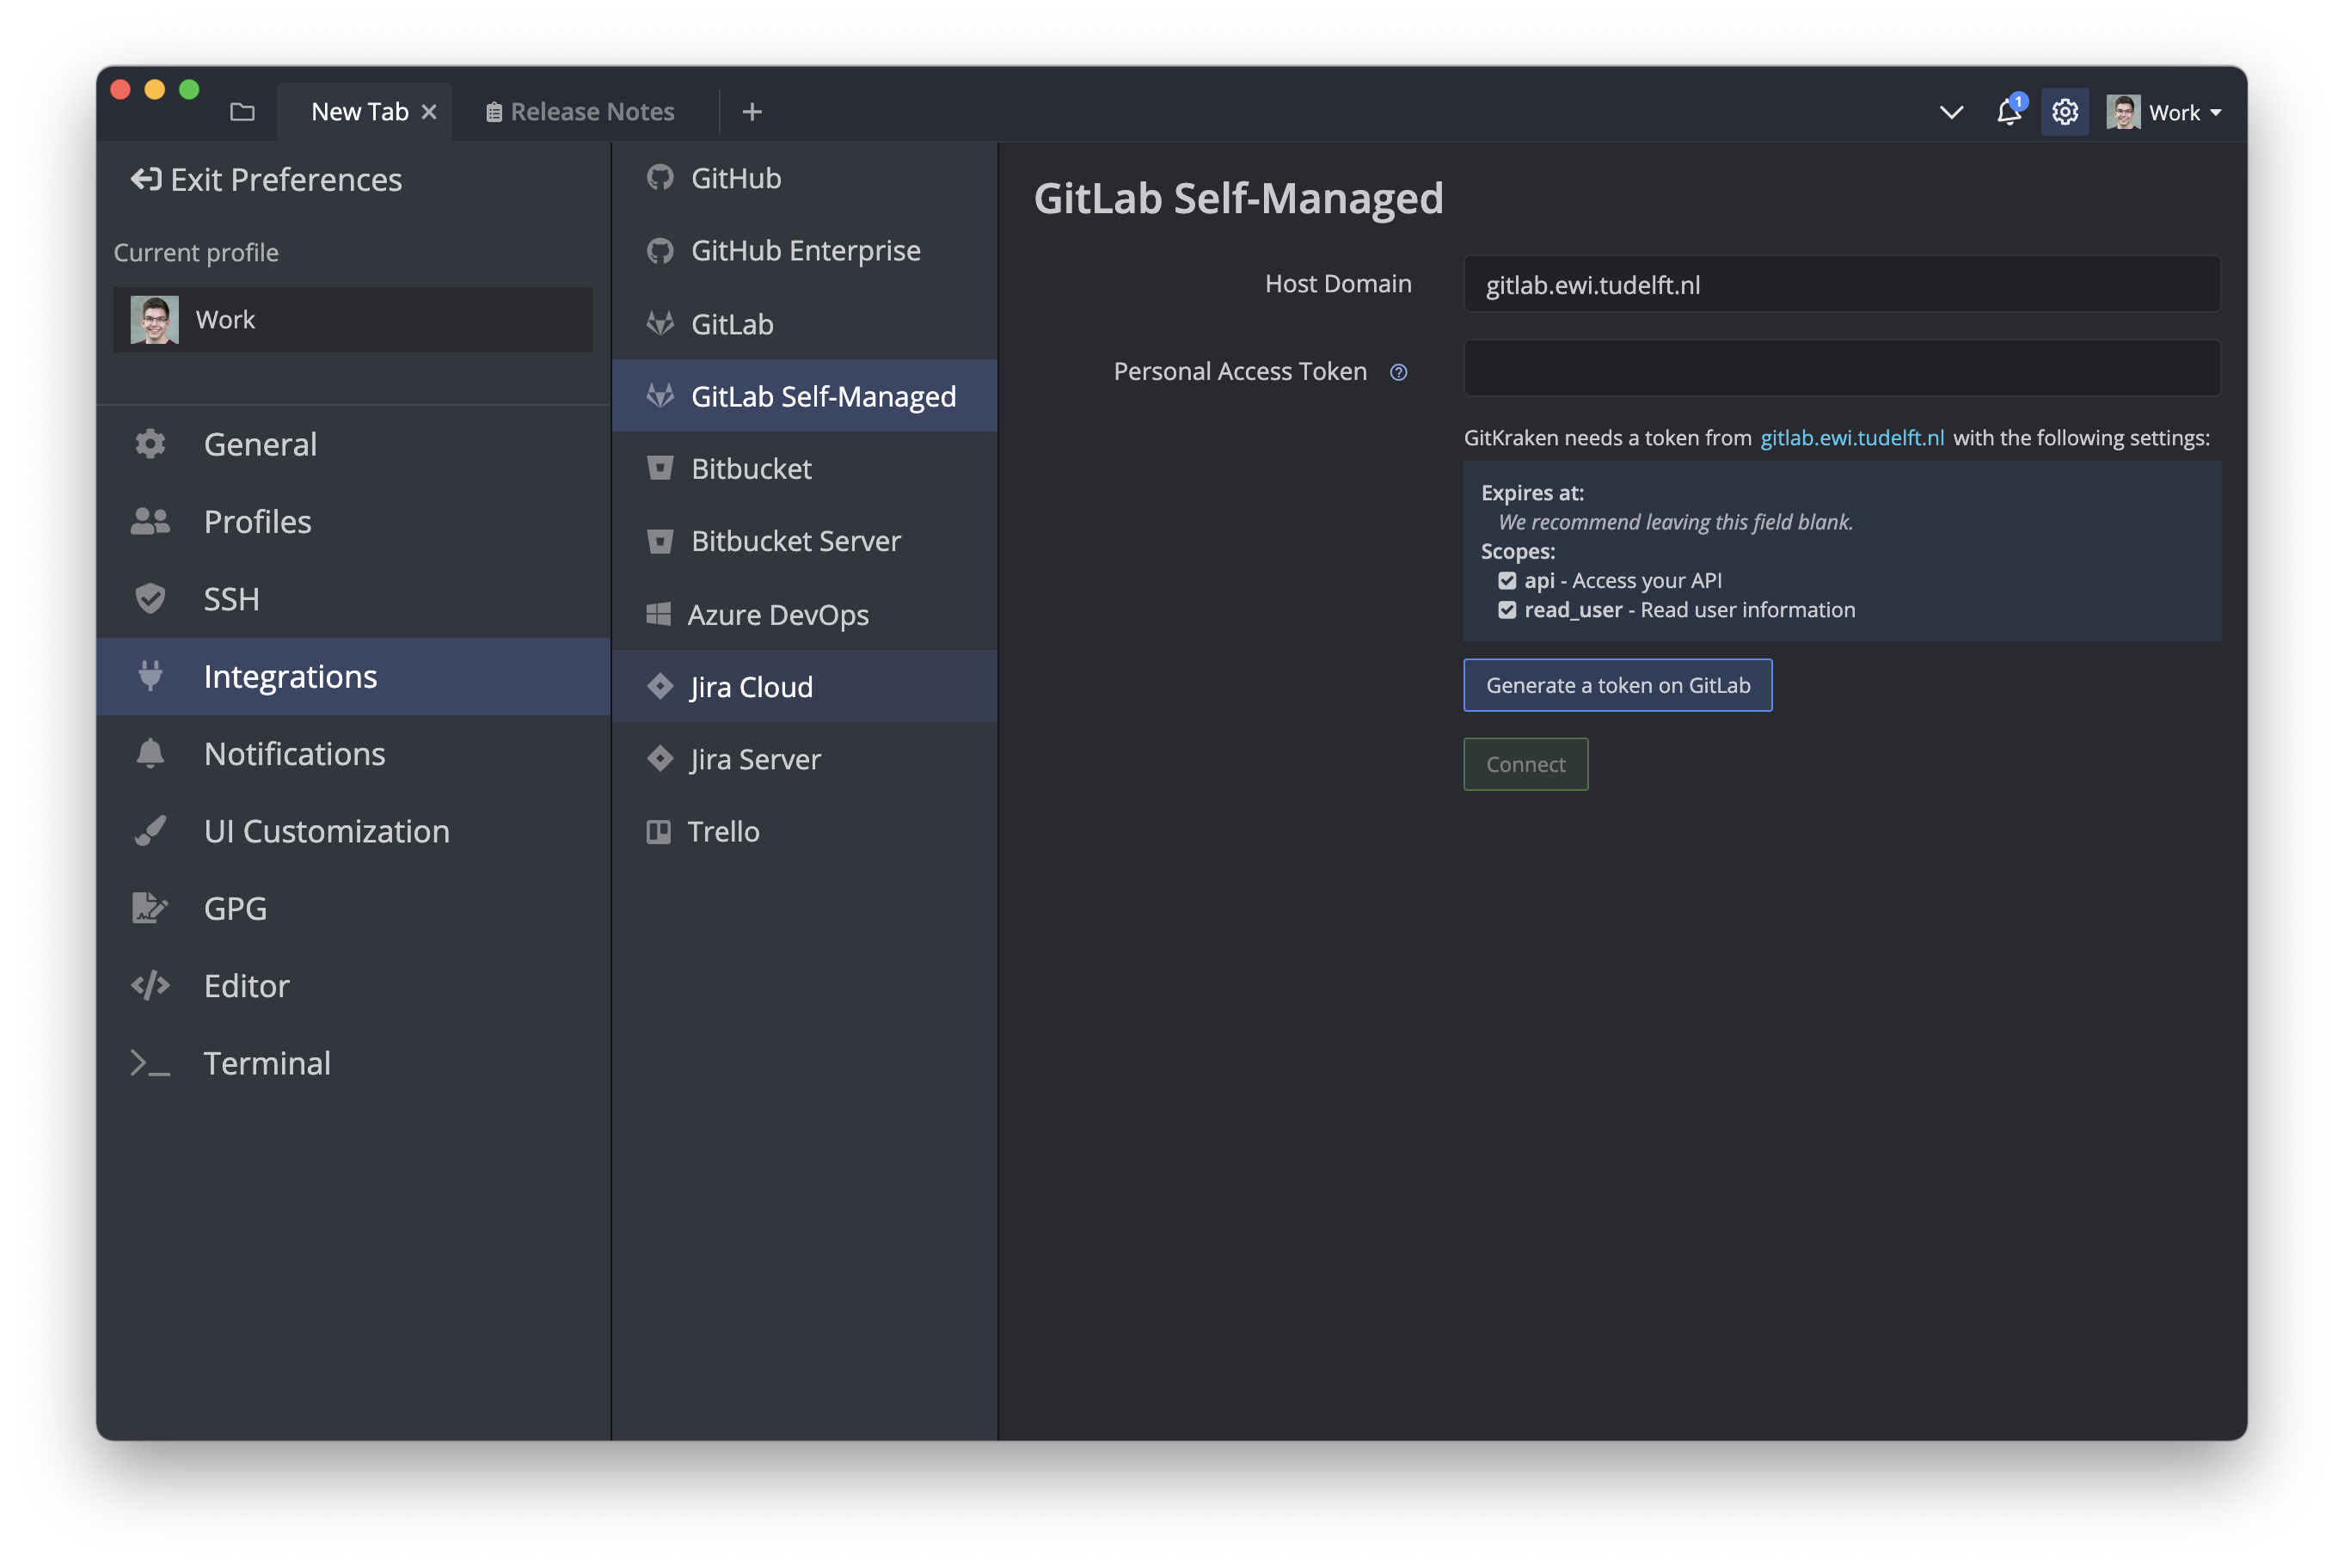 New Tab
Release Notes
1
Work
Exit Preferences
Current profile
Work
General
Profiles
SSH
Integrations
Notifications
UI Customization
GPG
Editor
Terminal
GitHub
GitHub Enterprise
GitLab
GitLab Self-Managed
Bitbucket
Bitbucket Server
Azure DevOps
Jira Cloud
Jira Server
Trello
GitLab Self-Managed
Host Domain
gitlab.ewi.tudelft.nl
Personal Access Token
GitKraken needs a token from gitlab.ewi.tudelft.nl with the following settings:
Expires at:
We recommend leaving this field blank.
Scopes:
api - Access your API
read_user - Read user information
Generate a token on GitLab
Connect